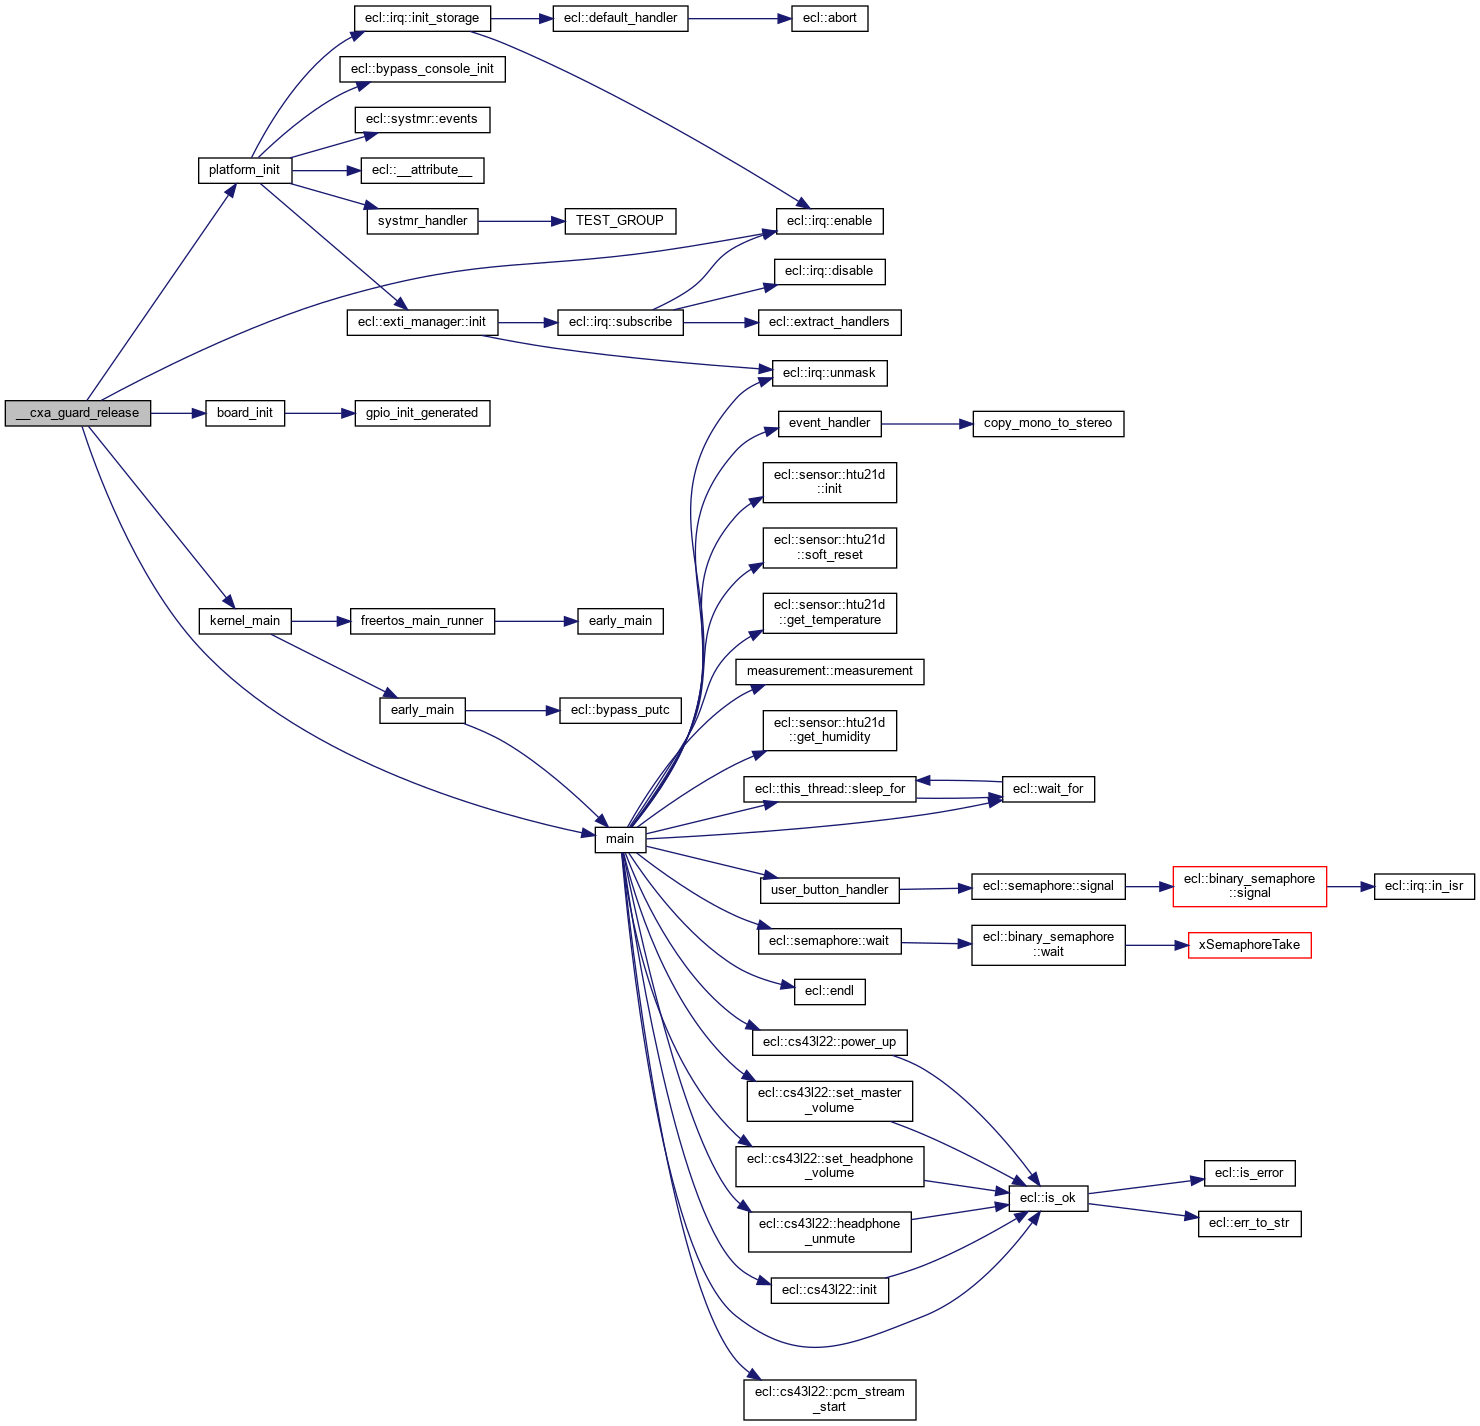 ecl::irq::init_storage
ecl::default_handler
ecl::abort
ecl::bypass_console_init
ecl::systmr::events
platform_init
ecl::__attribute__
systmr_handler
TEST_GROUP
ecl::irq::enable
ecl::irq::disable
ecl::exti_manager::init
ecl::irq::subscribe
ecl::extract_handlers
ecl::irq::unmask
__cxa_guard_release
board_init
gpio_init_generated
event_handler
copy_mono_to_stereo
ecl::sensor::htu21d
::init
ecl::sensor::htu21d
::soft_reset
ecl::sensor::htu21d
::get_temperature
kernel_main
freertos_main_runner
early_main
measurement::measurement
early_main
ecl::bypass_putc
ecl::sensor::htu21d
::get_humidity
ecl::this_thread::sleep_for
ecl::wait_for
main
user_button_handler
ecl::semaphore::signal
ecl::binary_semaphore
::signal
ecl::irq::in_isr
ecl::semaphore::wait
ecl::binary_semaphore
::wait
xSemaphoreTake
ecl::endl
ecl::cs43l22::power_up
ecl::cs43l22::set_master
_volume
ecl::cs43l22::set_headphone
_volume
ecl::is_ok
ecl::is_error
ecl::err_to_str
ecl::cs43l22::headphone
_unmute
ecl::cs43l22::init
ecl::cs43l22::pcm_stream
_start